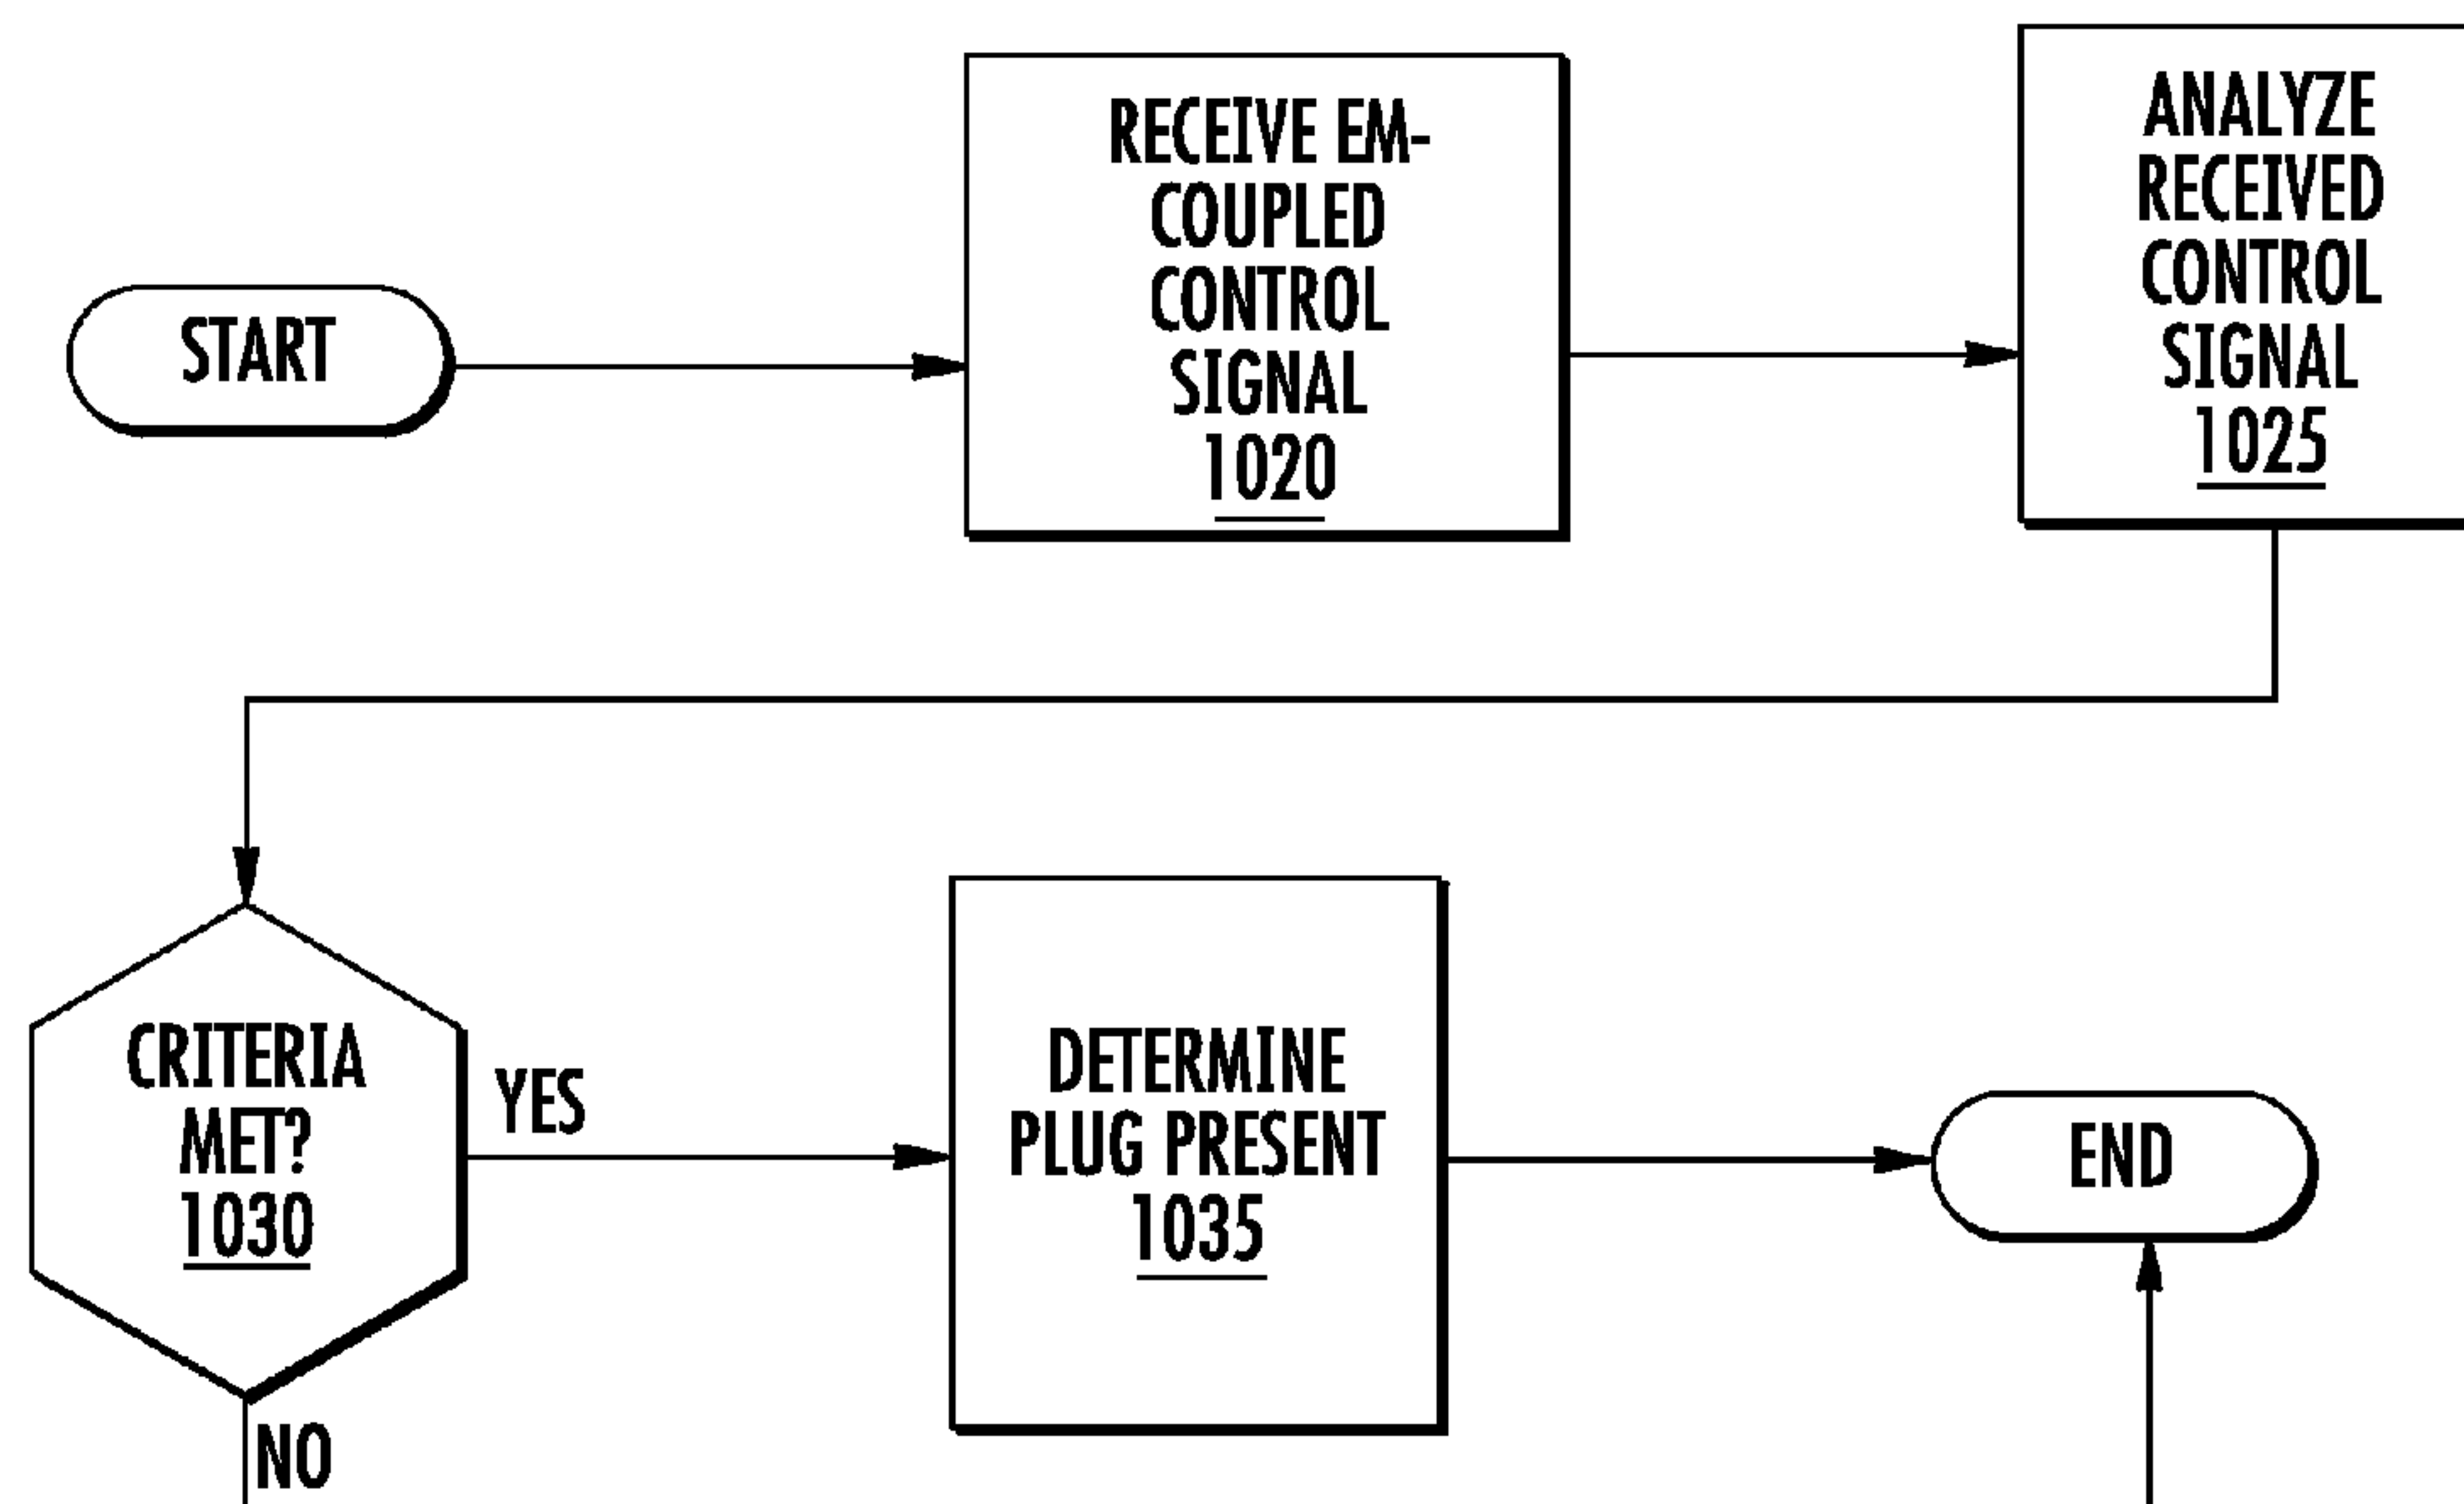 START
RECEIVE EM-
COUPLED
CONTROL
SIGNAL
1020
ANALYZE
RECEIVED
CONTROL
SIGNAL
1025
CRITERIA
MET?
1030
YES
NO
DETERMINE
PLUG PRESENT
1035
END